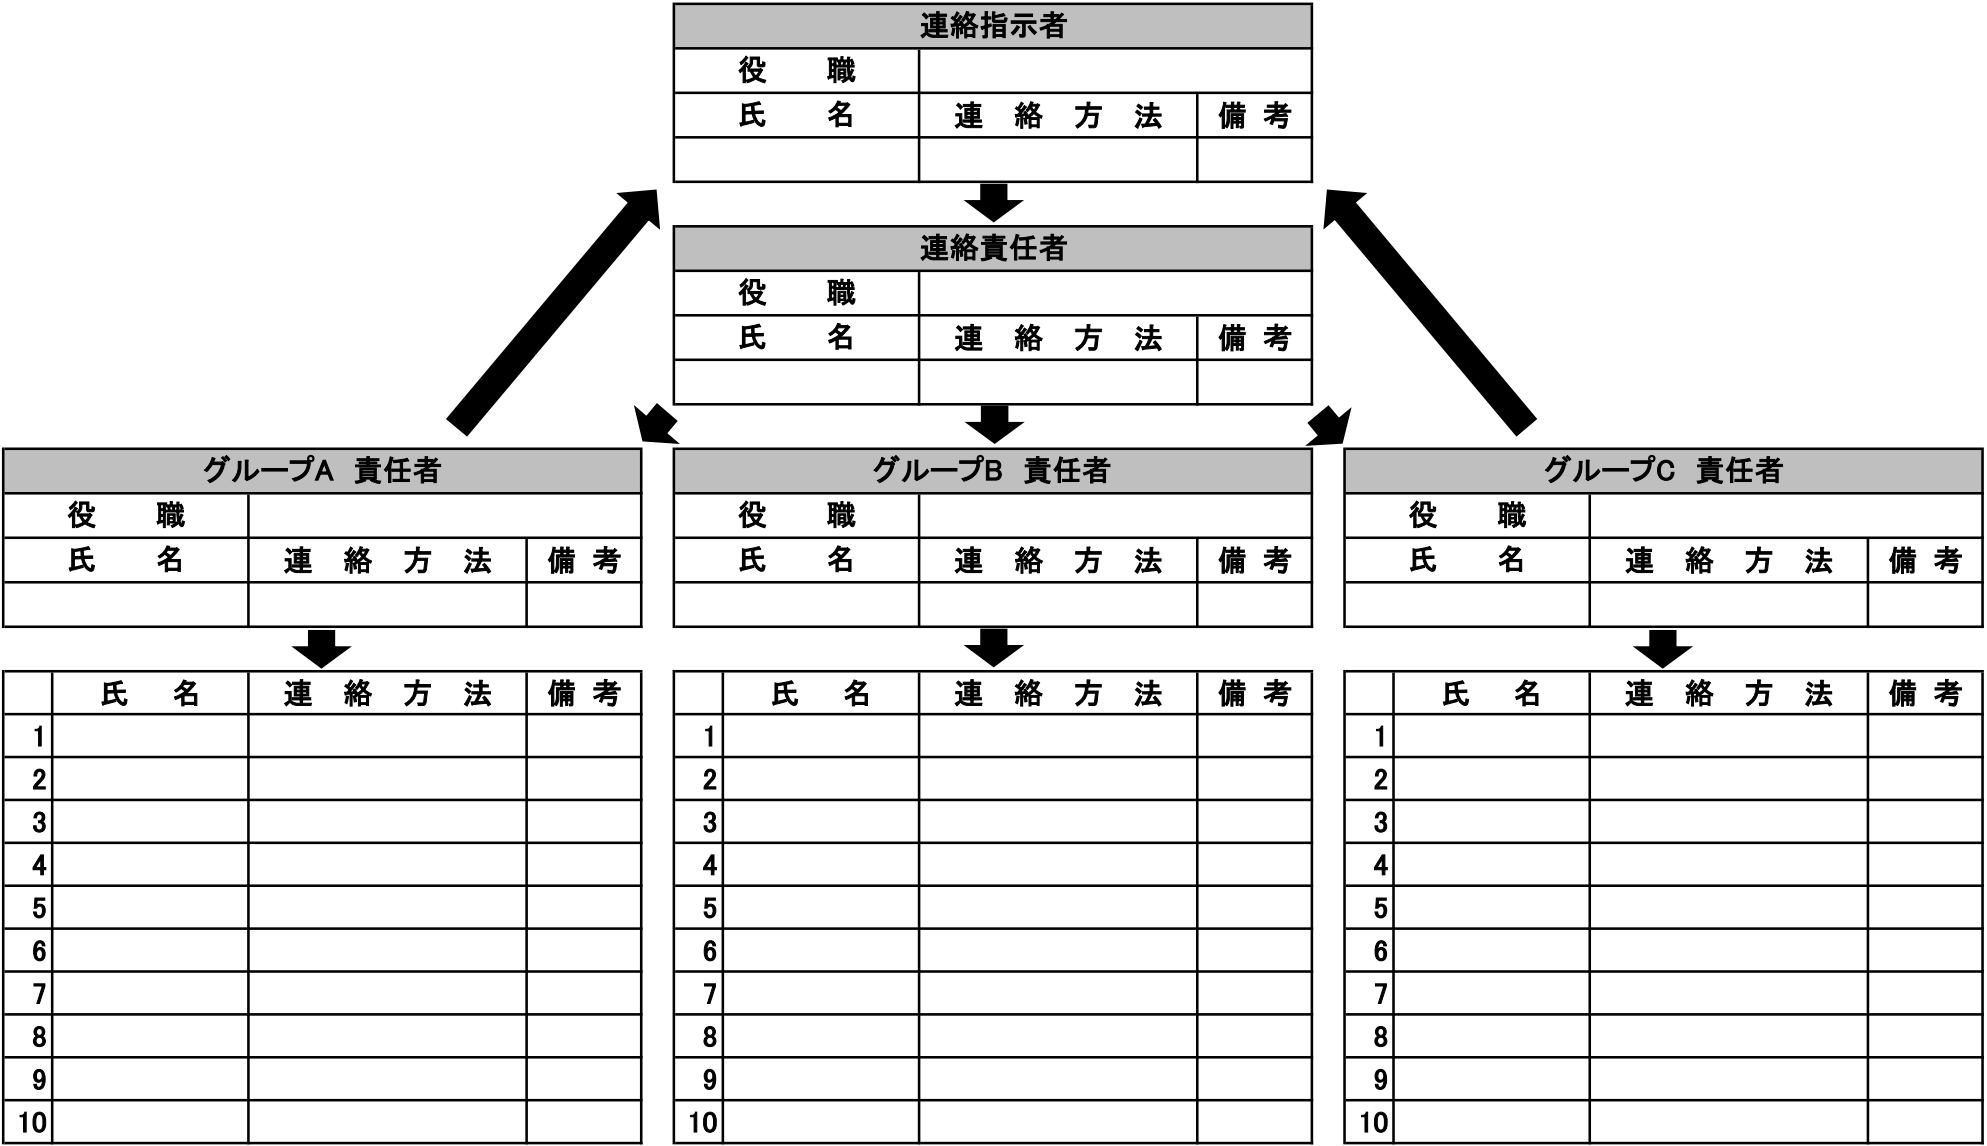 連絡指示者
役 職
氏 名 連 絡 方 法 備 考
連絡責任者
役 職
氏 名 連 絡 方 法 備 考
グループA 責任者
役 職
氏 名 連 絡 方 法 備 考
氏 名 連 絡 方 法 備 考
1
2
3
4
5
6
7
8
9
10
グループB 責任者
役 職
氏 名 連 絡 方 法 備 考
氏 名 連 絡 方 法 備 考
1
2
3
4
5
6
7
8
9
10
グループC 責任者
役 職
氏 名 連 絡 方 法 備 考
氏 名 連 絡 方 法 備 考
1
2
3
4
5
6
7
8
9
10